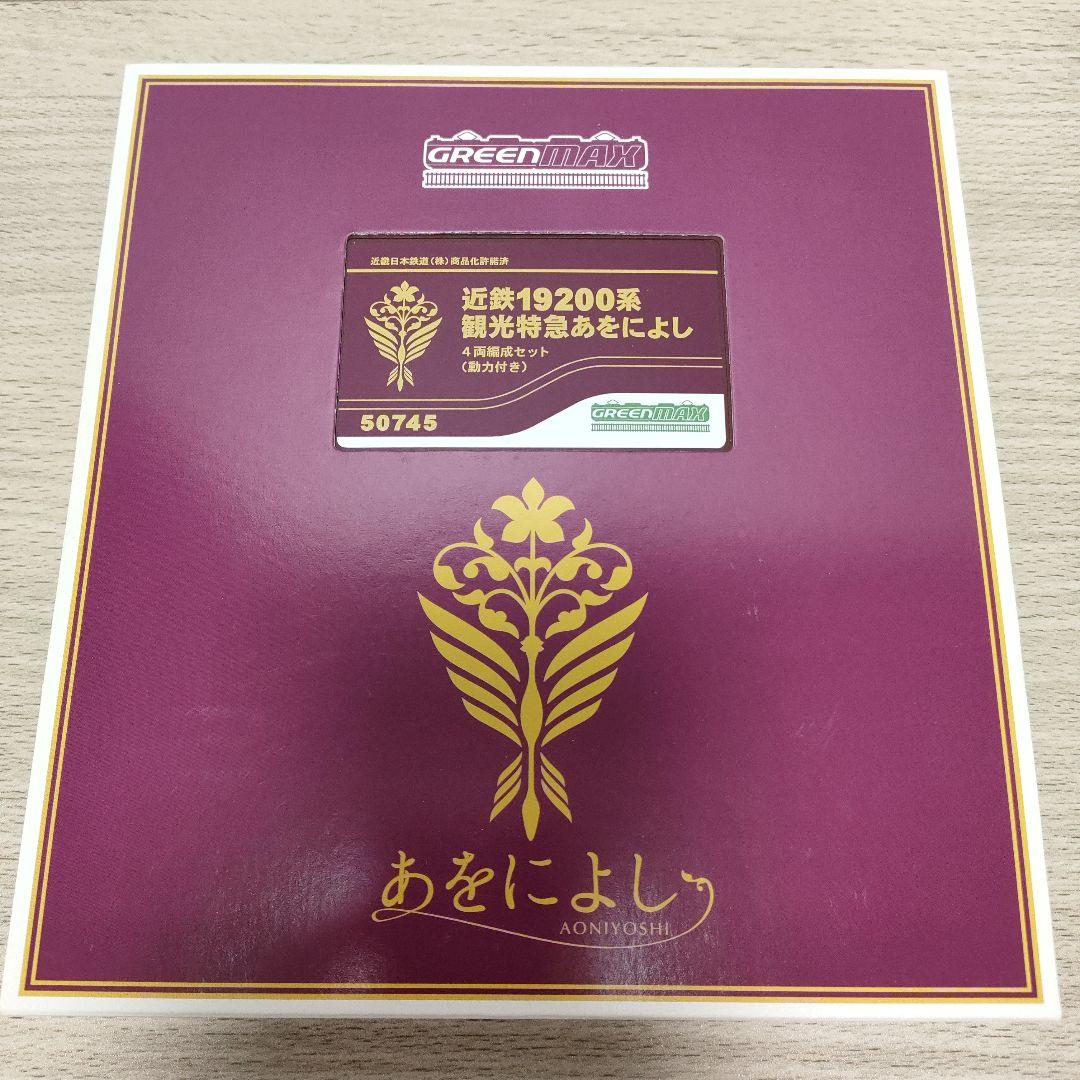 GREENMAX
近畿日本鉄道（株）商品化許諾済
近鉄19200系
観光特急あをによし
4両編成セット
（動力付き）
50745
GREENMAX
あをによし
AONIYOSHI